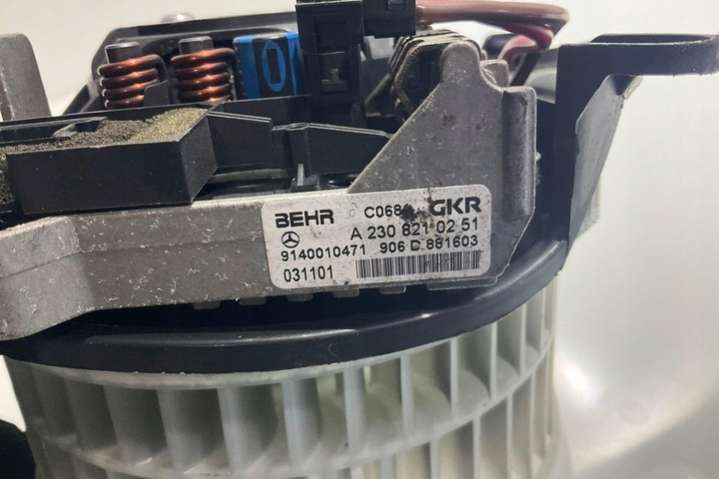 BEHR C068 GKR
A 230 821 02 51
9140010471 906 D.881603
031101